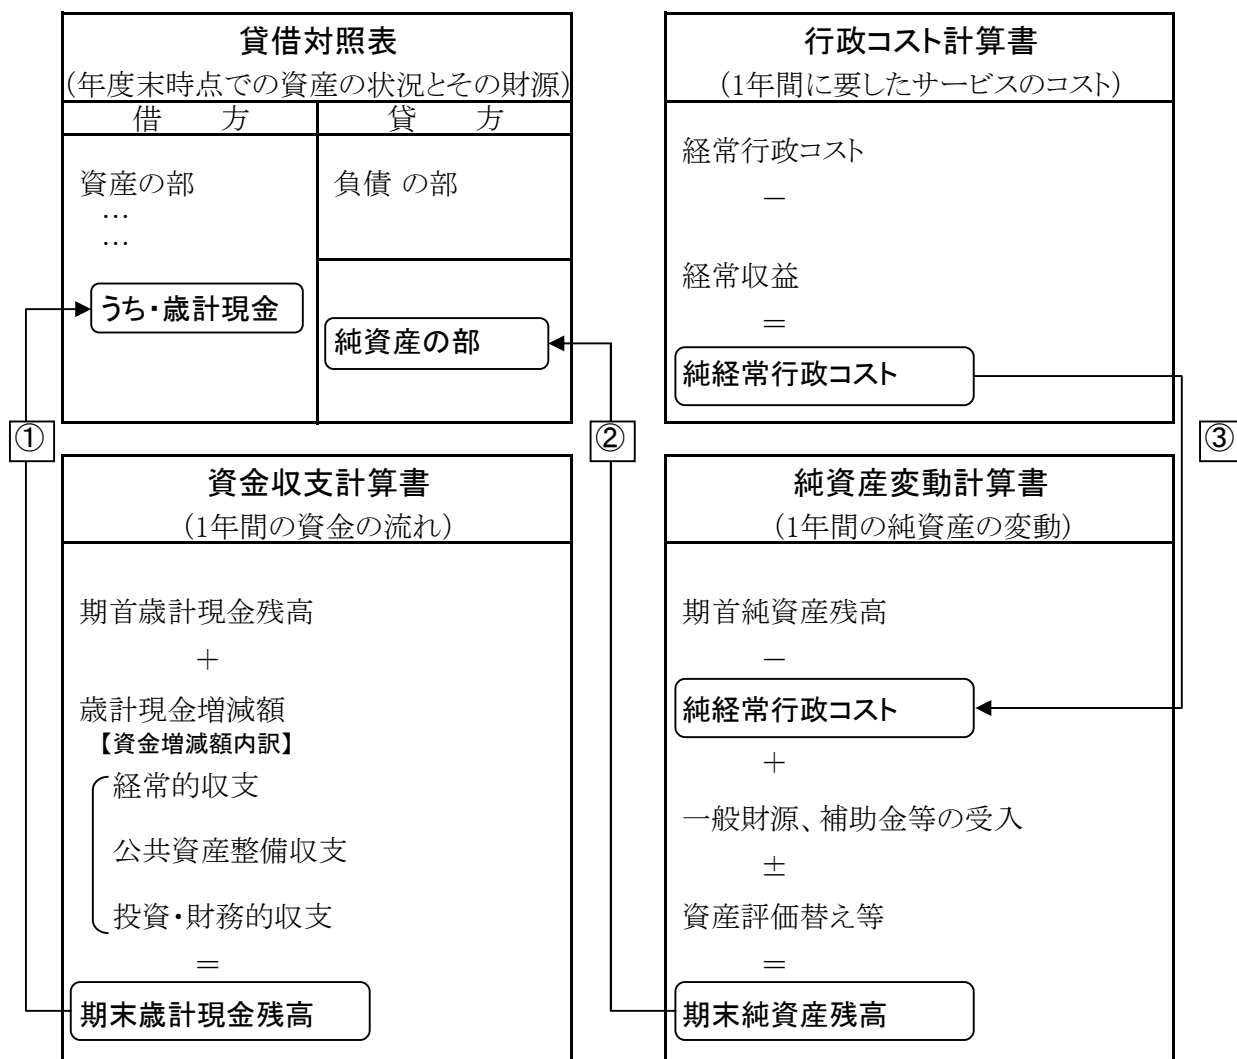 貸借対照表
(年度末時点での資産の状況とその財源)
借　方
貸　方
資産の部
…
…
うち・歳計現金
負債 の部
純資産の部
行政コスト計算書
(1年間に要したサービスのコスト)
経常行政コスト
－
経常収益
＝
純経常行政コスト
①
②
③
資金収支計算書
(1年間の資金の流れ)
期首歳計現金残高
＋
歳計現金増減額
【資金増減額内訳】
経常的収支
公共資産整備収支
投資・財務的収支
＝
期末歳計現金残高
純資産変動計算書
(1年間の純資産の変動)
期首純資産残高
－
純経常行政コスト
＋
一般財源、補助金等の受入
±
資産評価替え等
＝
期末純資産残高